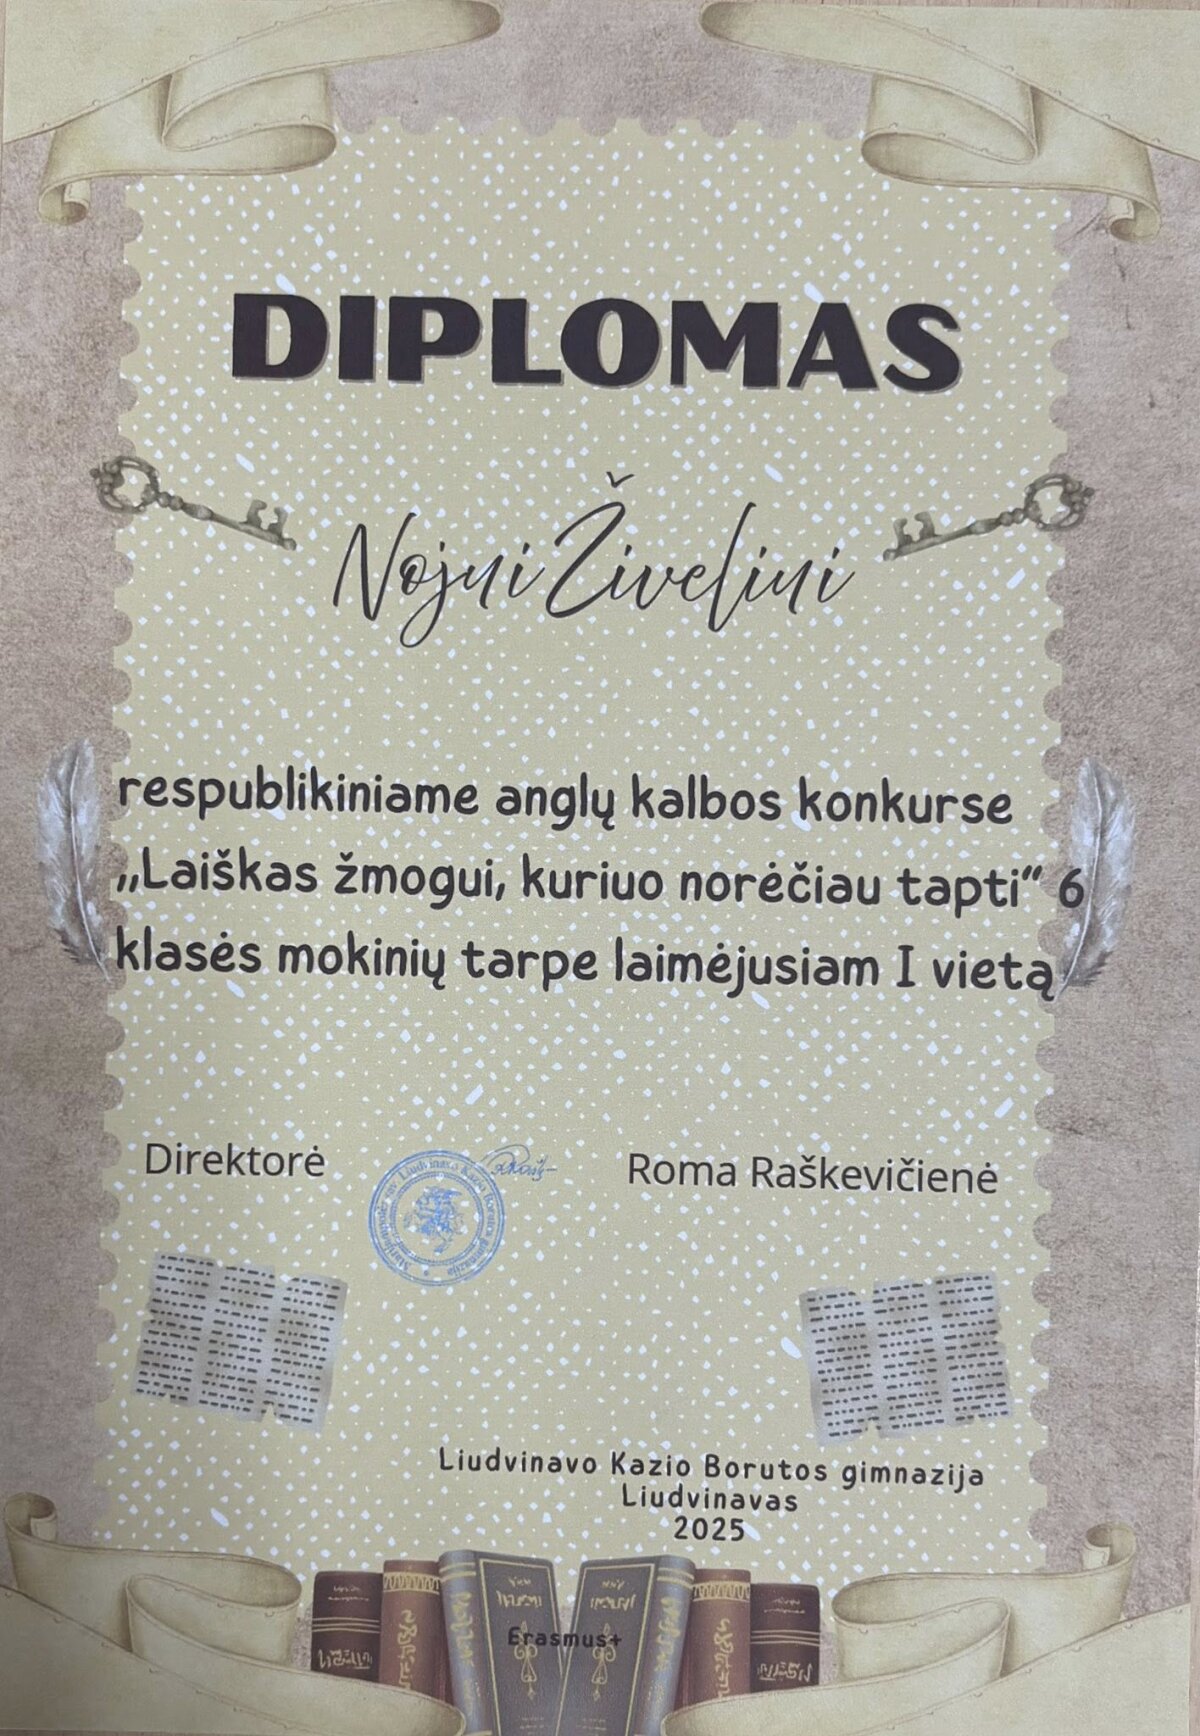 DIPLOMAS
Nojui Živelini
respublikiniame anglų kalbos konkurse
„Laiškas žmogui, kuriuo norėčiau tapti“ 6
klasės mokinių tarpe laimėjusiam I vietą
Direktorė
Roma Raškevičienė
Liudvinavo Kazio Borutos gimnazija
Liudvinavas
2025
Erasmus+